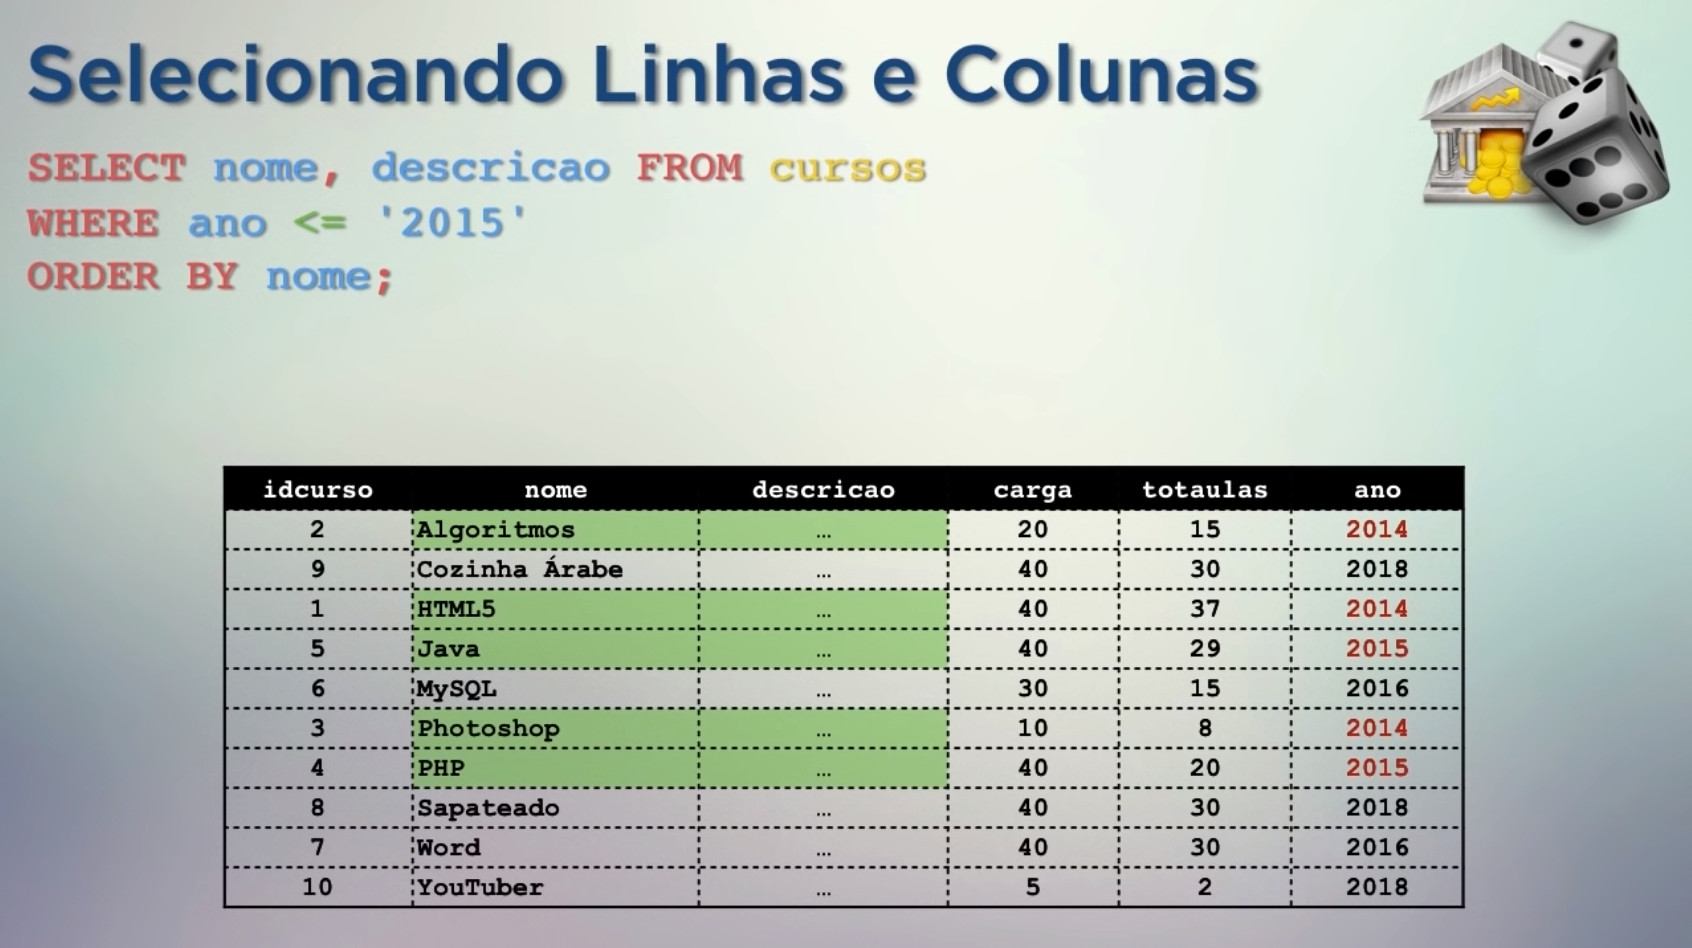 Selecionando Linhas e Colunas
SELECT nome, descricao FROM cursos
WHERE ano <= '2015'
ORDER BY nome;
idcurso nome descricao carga totaulas ano
2 Algoritmos … 20 15 2014
9 Cozinha Árabe … 40 30 2018
1 HTML5 … 40 37 2014
5 Java … 40 29 2015
6 MySQL … 30 15 2016
3 Photoshop … 10 8 2014
4 PHP … 40 20 2015
8 Sapateado … 40 30 2018
7 Word … 40 30 2016
10 YouTuber … 5 2 2018